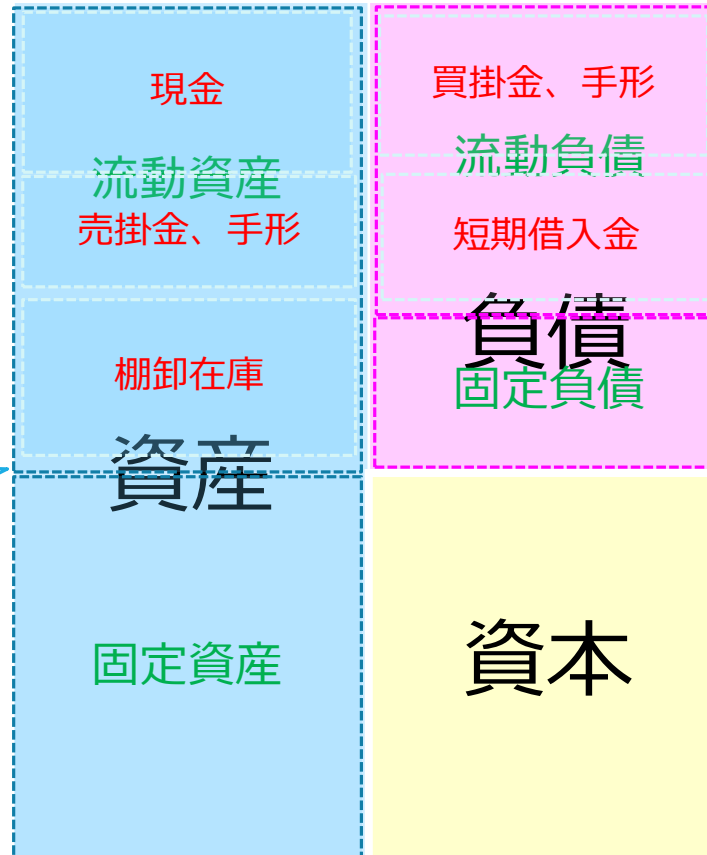 現金
流動資産
売掛金、手形
棚卸在庫
資産
固定資産
買掛金、手形
流動負債
短期借入金
負債
固定負債
資本